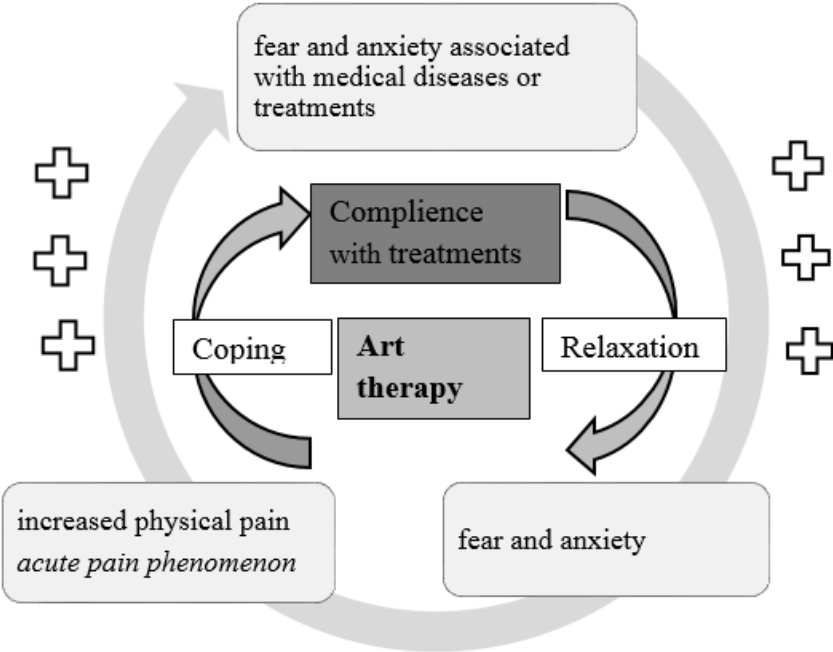 fear and anxiety associated
with medical diseases or
treatments
Complience
with treatments
Coping
Art
therapy
Relaxation
increased physical pain
acute pain phenomenon
fear and anxiety